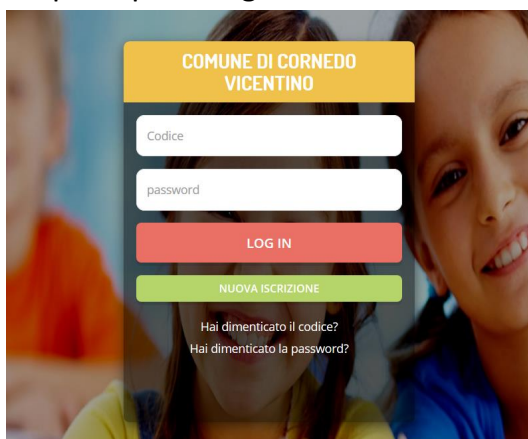 COMUNE DI CORNEDO
VICENTINO
Codice
password
LOG IN
NUOVA ISCRIZIONE
Hai dimenticato il codice?
Hai dimenticato la password?